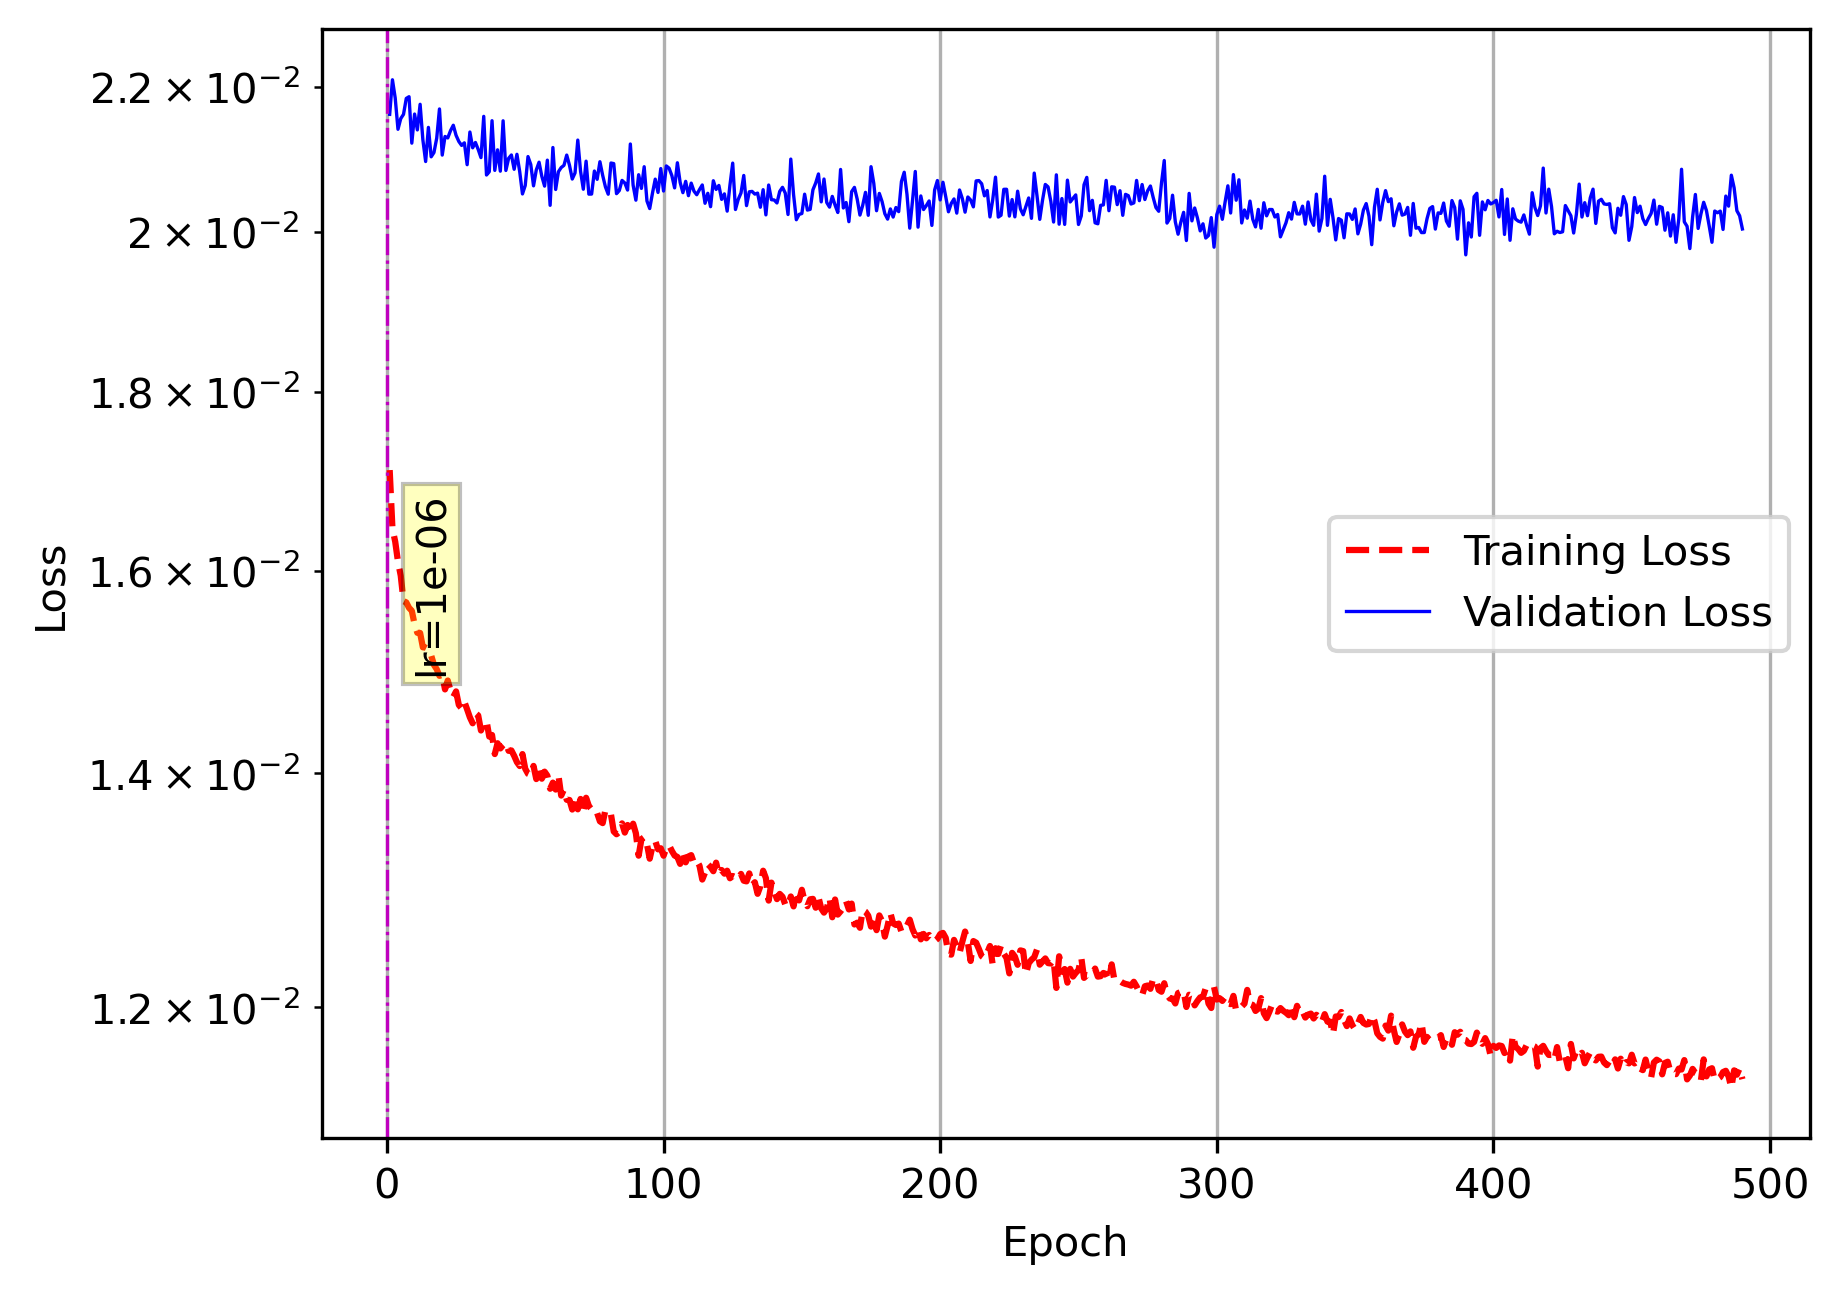 2.2 × 10⁻²
2 × 10⁻²
1.8 × 10⁻²
1.6 × 10⁻²
1.4 × 10⁻²
1.2 × 10⁻²
Loss
lr=1e-06
Training Loss
Validation Loss
0 100 200 300 400 500
Epoch